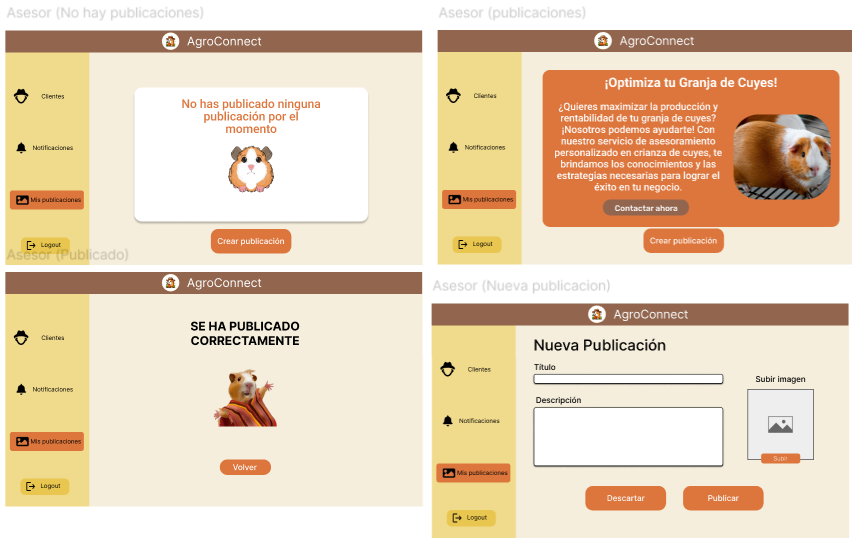 Asesor (No hay publicaciones)
AgroConnect
Clientes
Notificaciones
Mis publicaciones
Logout
No has publicado ninguna
publicación por el
momento
Crear publicación
Asesor (publicaciones)
AgroConnect
Clientes
Notificaciones
Mis publicaciones
Logout
¡Optimiza tu Granja de Cuyes!
¿Quieres maximizar la producción y
rentabilidad de tu granja de cuyes?
¡Nosotros podemos ayudarte! Con
nuestro servicio de asesoramiento
personalizado en crianza de cuyes, te
brindamos los conocimientos y las
estrategias necesarias para lograr el
éxito en tu negocio.
Contactar ahora
Crear publicación
Asesor (Publicado)
AgroConnect
Clientes
Notificaciones
Mis publicaciones
Logout
SE HA PUBLICADO
CORRECTAMENTE
Volver
Asesor (Nueva publicacion)
AgroConnect
Clientes
Notificaciones
Mis publicaciones
Logout
Nueva Publicación
Título
Descripción
Subir imagen
Subir
Descartar
Publicar